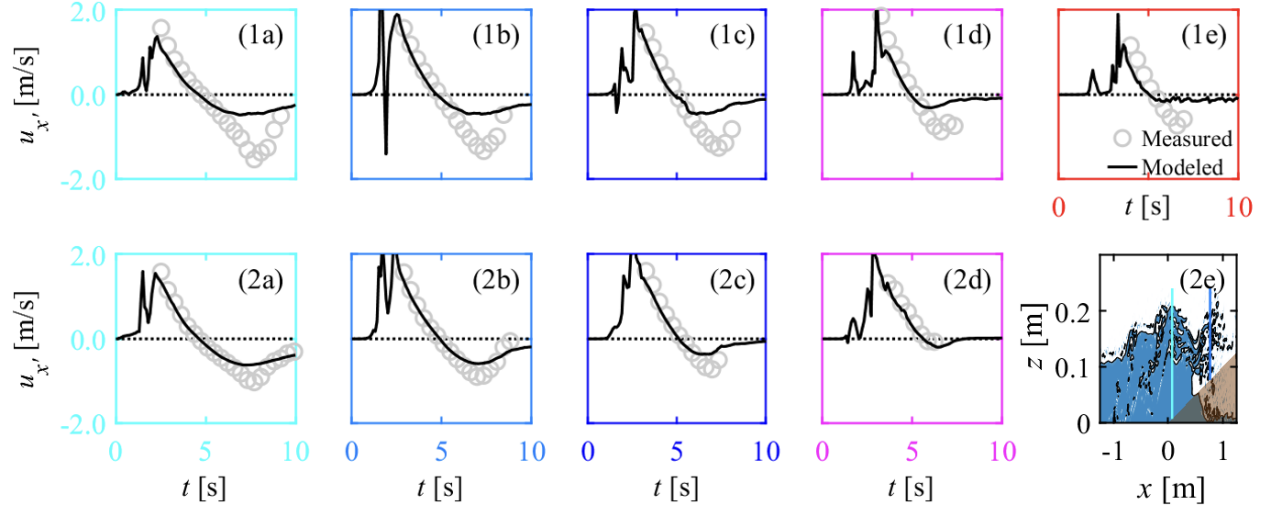 2.0 (1a) (1b) (1c) (1d) (1e)
u_x', [m/s] 0.0
Measured
Modeled
-2.0
0 t [s] 10
2.0 (2a) (2b) (2c) (2d) (2e)
u_x', [m/s] 0.0
z [m] 0.2
0.1
0
-2.0
0 5 10 0 5 10 0 5 10 0 5 10 -1 0 1
t [s] t [s] t [s] t [s] x [m]